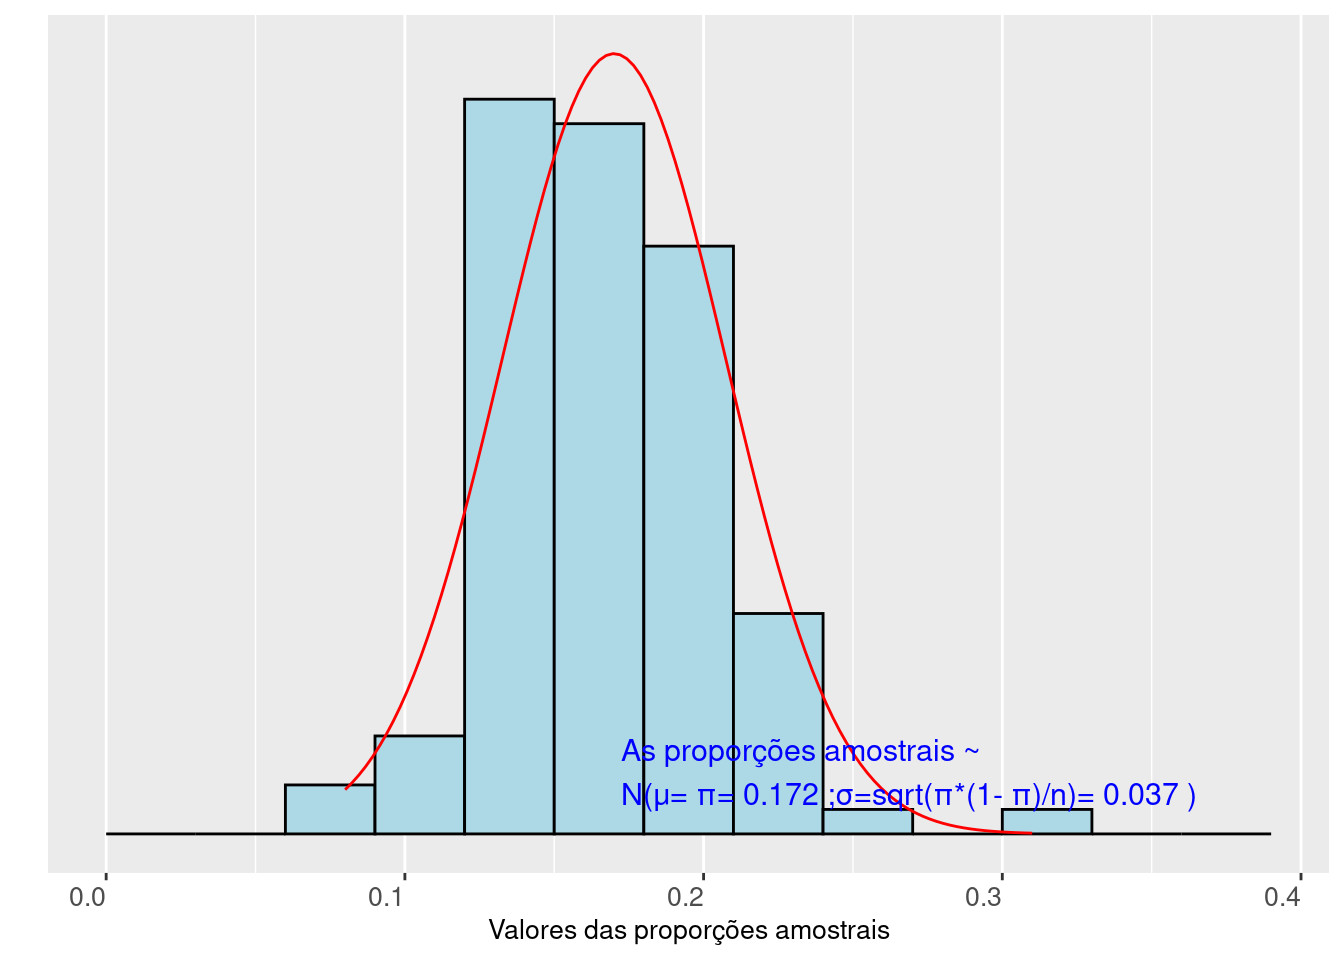 As proporções amostrais ~
N(μ= π= 0.172 ;σ=sqrt(π*(1- π)/n)= 0.037 )
0.0 0.1 0.2 0.3 0.4
Valores das proporções amostrais